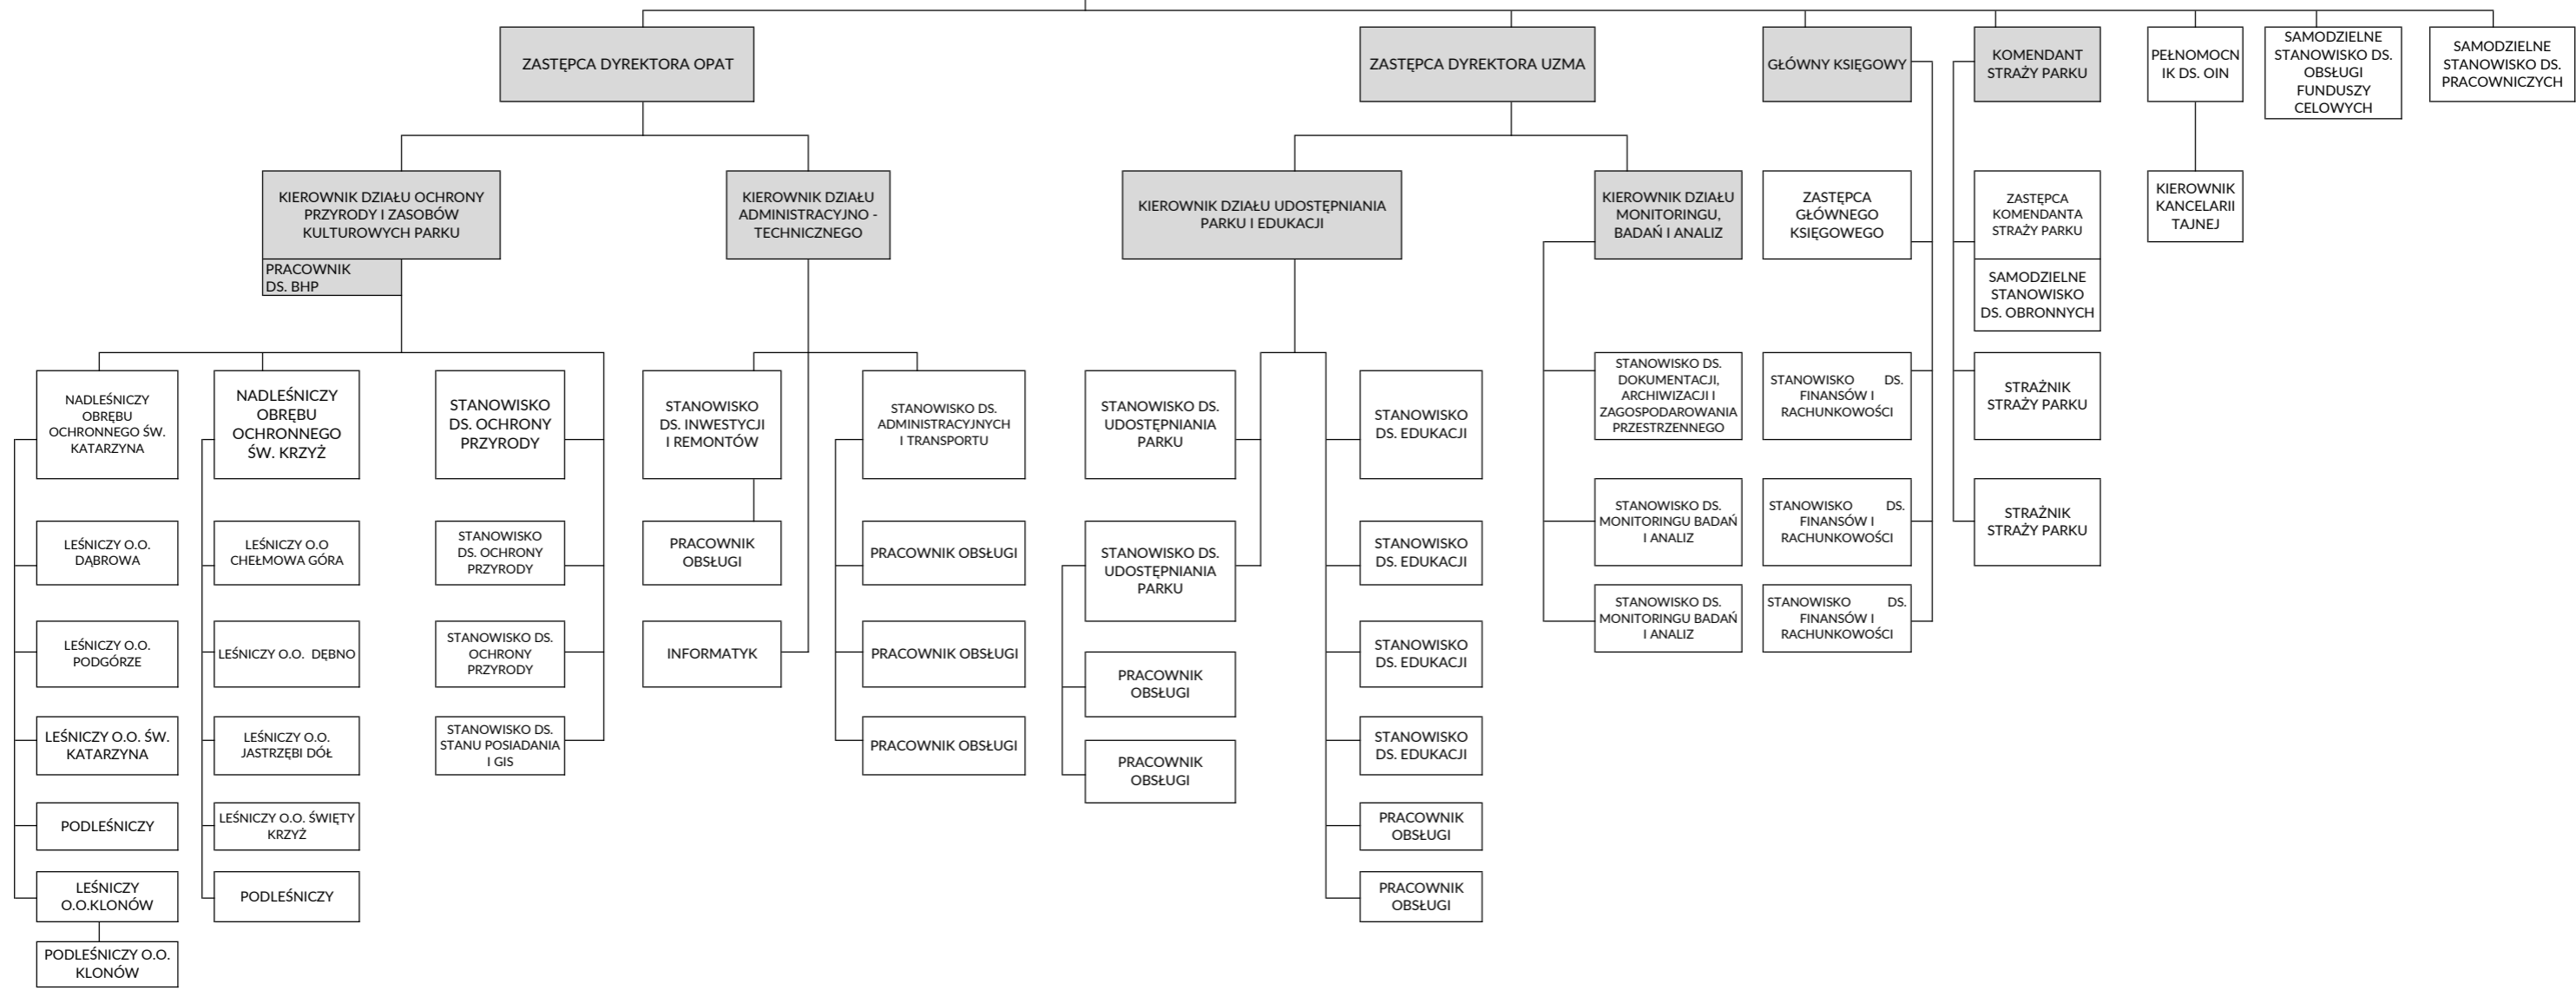 ZASTĘPCA DYREKTORA OPAT
ZASTĘPCA DYREKTORA UZMA
GŁÓWNY KSIĘGOWY
KOMENDANT
STRAŻY PARKU
PEŁNOMOCN
IK DS. OIN
SAMODZIELNE
STANOWISKO DS.
OBSŁUGI
FUNDUSZY
CELOWYCH
SAMODZIELNE
STANOWISKO DS.
PRACOWNICZYCH
KIEROWNIK DZIAŁU OCHRONY
PRZYRODY I ZASOBÓW
KULTUROWYCH PARKU
PRACOWNIK
DS. BHP
KIEROWNIK DZIAŁU
ADMINISTRACYJNO -
TECHNICZNEGO
KIEROWNIK DZIAŁU UDOSTĘPNIANIA
PARKU I EDUKACJI
KIEROWNIK DZIAŁU
MONITORINGU,
BADAŃ I ANALIZ
ZASTĘPCA
GŁÓWNEGO
KSIĘGOWEGO
ZASTĘPCA
KOMENDANTA
STRAŻY PARKU
SAMODZIELNE
STANOWISKO
DS. OBRONNYCH
KIEROWNIK
KANCELARII
TAJNEJ
NADLEŚNICZY
OBRĘBU
OCHRONNEGO ŚW.
KATARZYNA
NADLEŚNICZY
OBRĘBU
OCHRONNEGO
ŚW. KRZYŻ
STANOWISKO
DS. OCHRONY
PRZYRODY
STANOWISKO
DS. INWESTYCJI
I REMONTÓW
STANOWISKO DS.
ADMINISTRACYJNYCH
I TRANSPORTU
STANOWISKO DS.
UDOSTĘPNIANIA
PARKU
STANOWISKO
DS. EDUKACJI
STANOWISKO DS.
DOKUMENTACJI,
ARCHIWIZACJI I
ZAGOSPODAROWANIA
PRZESTRZENNEGO
STANOWISKO DS.
FINANSÓW I
RACHUNKOWOŚCI
STRAŻNIK
STRAŻY PARKU
LEŚNICZY O.O.
DĄBROWA
LEŚNICZY O.O
CHEŁMOWA GÓRA
STANOWISKO
DS. OCHRONY
PRZYRODY
PRACOWNIK
OBSŁUGI
PRACOWNIK OBSŁUGI
STANOWISKO DS.
UDOSTĘPNIANIA
PARKU
STANOWISKO
DS. EDUKACJI
STANOWISKO DS.
MONITORINGU BADAŃ
I ANALIZ
STANOWISKO DS.
FINANSÓW I
RACHUNKOWOŚCI
STRAŻNIK
STRAŻY PARKU
LEŚNICZY O.O.
PODGÓRZE
LEŚNICZY O.O. DĘBNO
STANOWISKO DS.
OCHRONY
PRZYRODY
INFORMATYK
PRACOWNIK OBSŁUGI
PRACOWNIK
OBSŁUGI
STANOWISKO
DS. EDUKACJI
STANOWISKO DS.
MONITORINGU BADAŃ
I ANALIZ
STANOWISKO DS.
FINANSÓW I
RACHUNKOWOŚCI
LEŚNICZY O.O. ŚW.
KATARZYNA
LEŚNICZY O.O.
JASTRZĘBI DÓŁ
STANOWISKO DS.
STANU POSIADANIA
I GIS
PRACOWNIK OBSŁUGI
PRACOWNIK
OBSŁUGI
STANOWISKO
DS. EDUKACJI
PODLEŚNICZY
LEŚNICZY O.O. ŚWIĘTY
KRZYŻ
PRACOWNIK
OBSŁUGI
LEŚNICZY
O.O.KLONÓW
PODLEŚNICZY
PRACOWNIK
OBSŁUGI
PODLEŚNICZY O.O.
KLONÓW